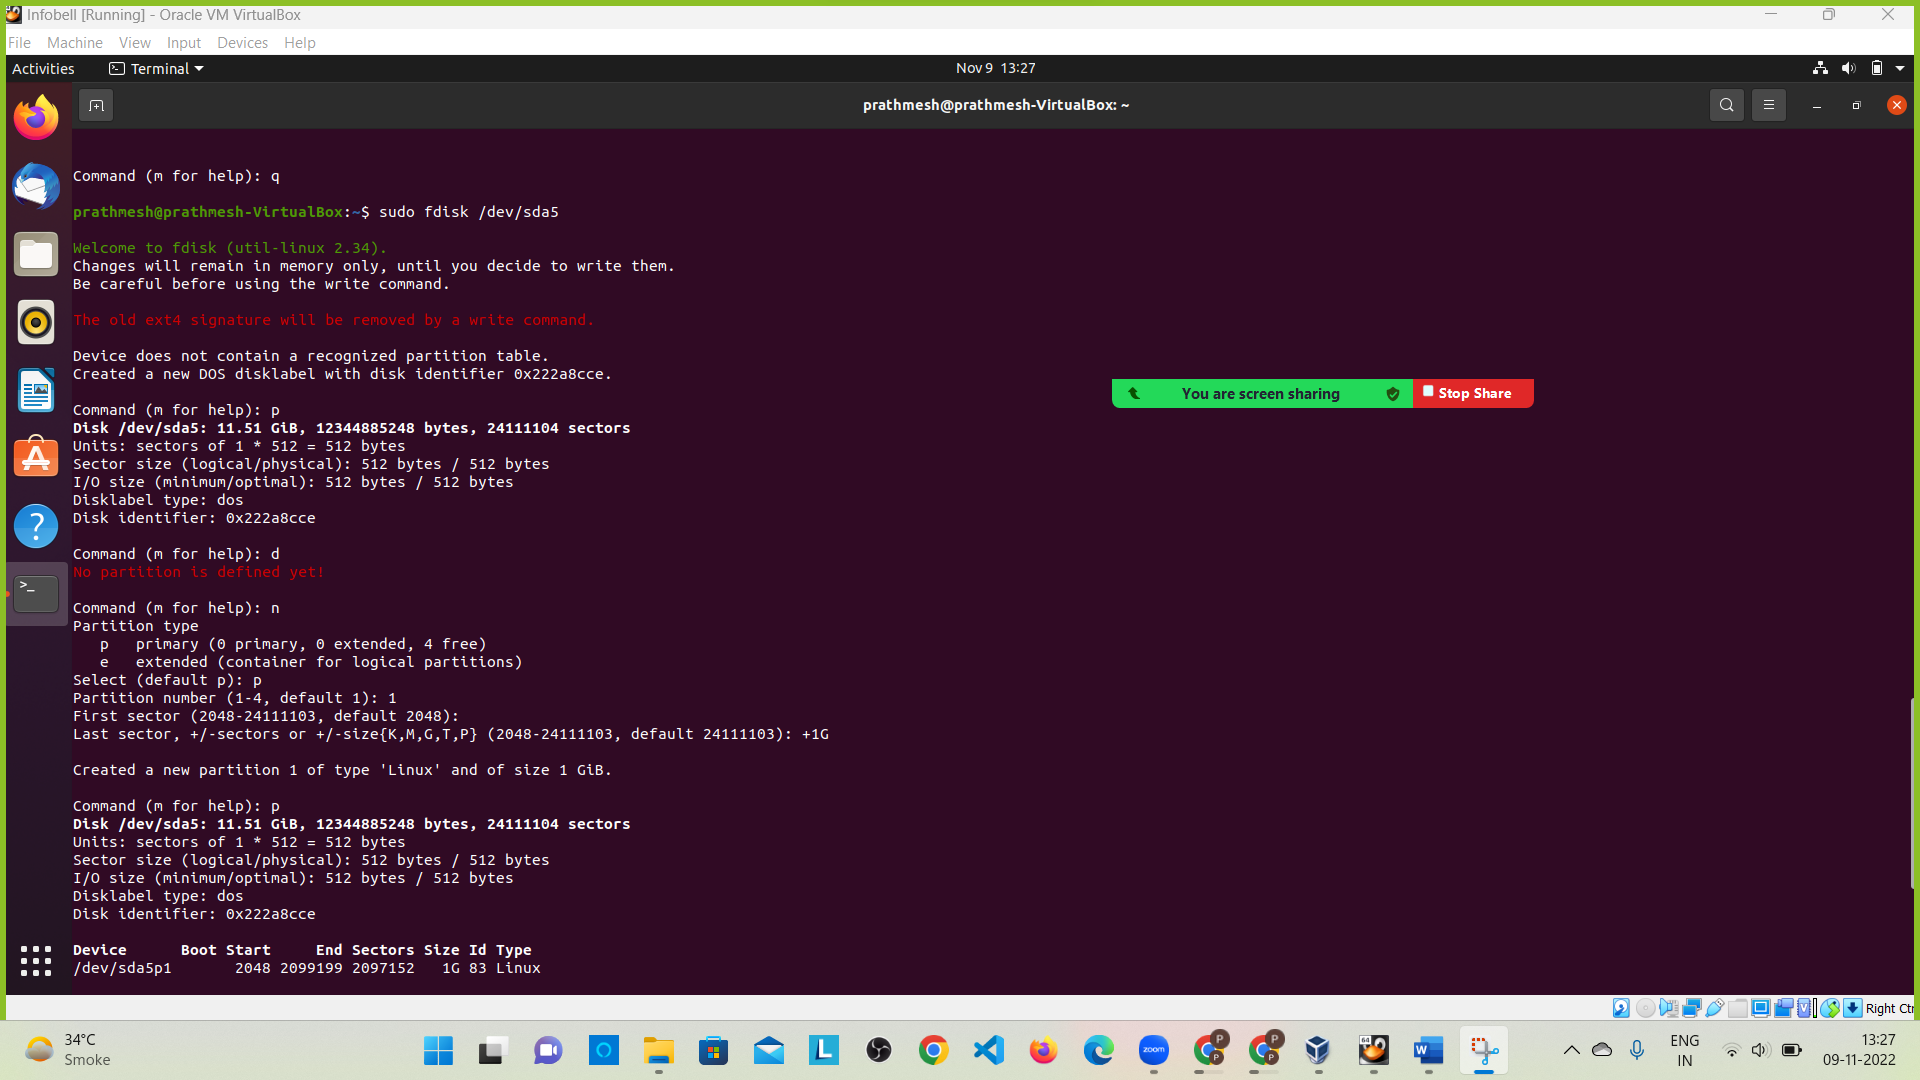 Infobell [Running] - Oracle VM VirtualBox
File Machine View Input Devices Help
Activities Terminal Nov 9 13:27
prathmesh@prathmesh-VirtualBox: ~
Command (m for help): q
prathmesh@prathmesh-VirtualBox:~$ sudo fdisk /dev/sda5
Welcome to fdisk (util-linux 2.34).
Changes will remain in memory only, until you decide to write them.
Be careful before using the write command.
The old ext4 signature will be removed by a write command.
Device does not contain a recognized partition table.
Created a new DOS disklabel with disk identifier 0x222a8cce.
You are screen sharing Stop Share
Command (m for help): p
Disk /dev/sda5: 11.51 GiB, 12344885248 bytes, 24111104 sectors
Units: sectors of 1 * 512 = 512 bytes
Sector size (logical/physical): 512 bytes / 512 bytes
I/O size (minimum/optimal): 512 bytes / 512 bytes
Disklabel type: dos
Disk identifier: 0x222a8cce
Command (m for help): d
No partition is defined yet!
Command (m for help): n
Partition type
p primary (0 primary, 0 extended, 4 free)
e extended (container for logical partitions)
Select (default p): p
Partition number (1-4, default 1): 1
First sector (2048-24111103, default 2048):
Last sector, +/-sectors or +/-size{K,M,G,T,P} (2048-24111103, default 24111103): +1G
Created a new partition 1 of type 'Linux' and of size 1 GiB.
Command (m for help): p
Disk /dev/sda5: 11.51 GiB, 12344885248 bytes, 24111104 sectors
Units: sectors of 1 * 512 = 512 bytes
Sector size (logical/physical): 512 bytes / 512 bytes
I/O size (minimum/optimal): 512 bytes / 512 bytes
Disklabel type: dos
Disk identifier: 0x222a8cce
Device Boot Start End Sectors Size Id Type
/dev/sda5p1 2048 2099199 2097152 1G 83 Linux
Right Ctr
34°C
Smoke
zoom
ENG
IN
13:27
09-11-2022